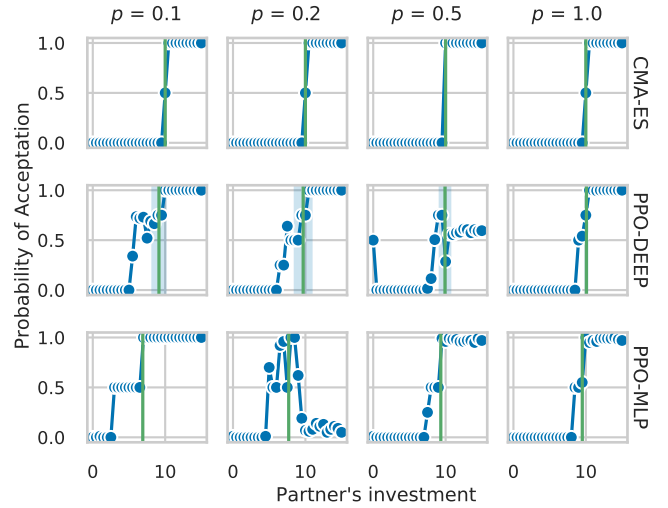 p = 0.1
p = 0.2
p = 0.5
p = 1.0
Probability of Acceptation
1.0
0.5
0.0
CMA-ES
1.0
0.5
0.0
PPO-DEEP
1.0
0.5
0.0
PPO-MLP
0 10
0 10
0 10
0 10
Partner's investment